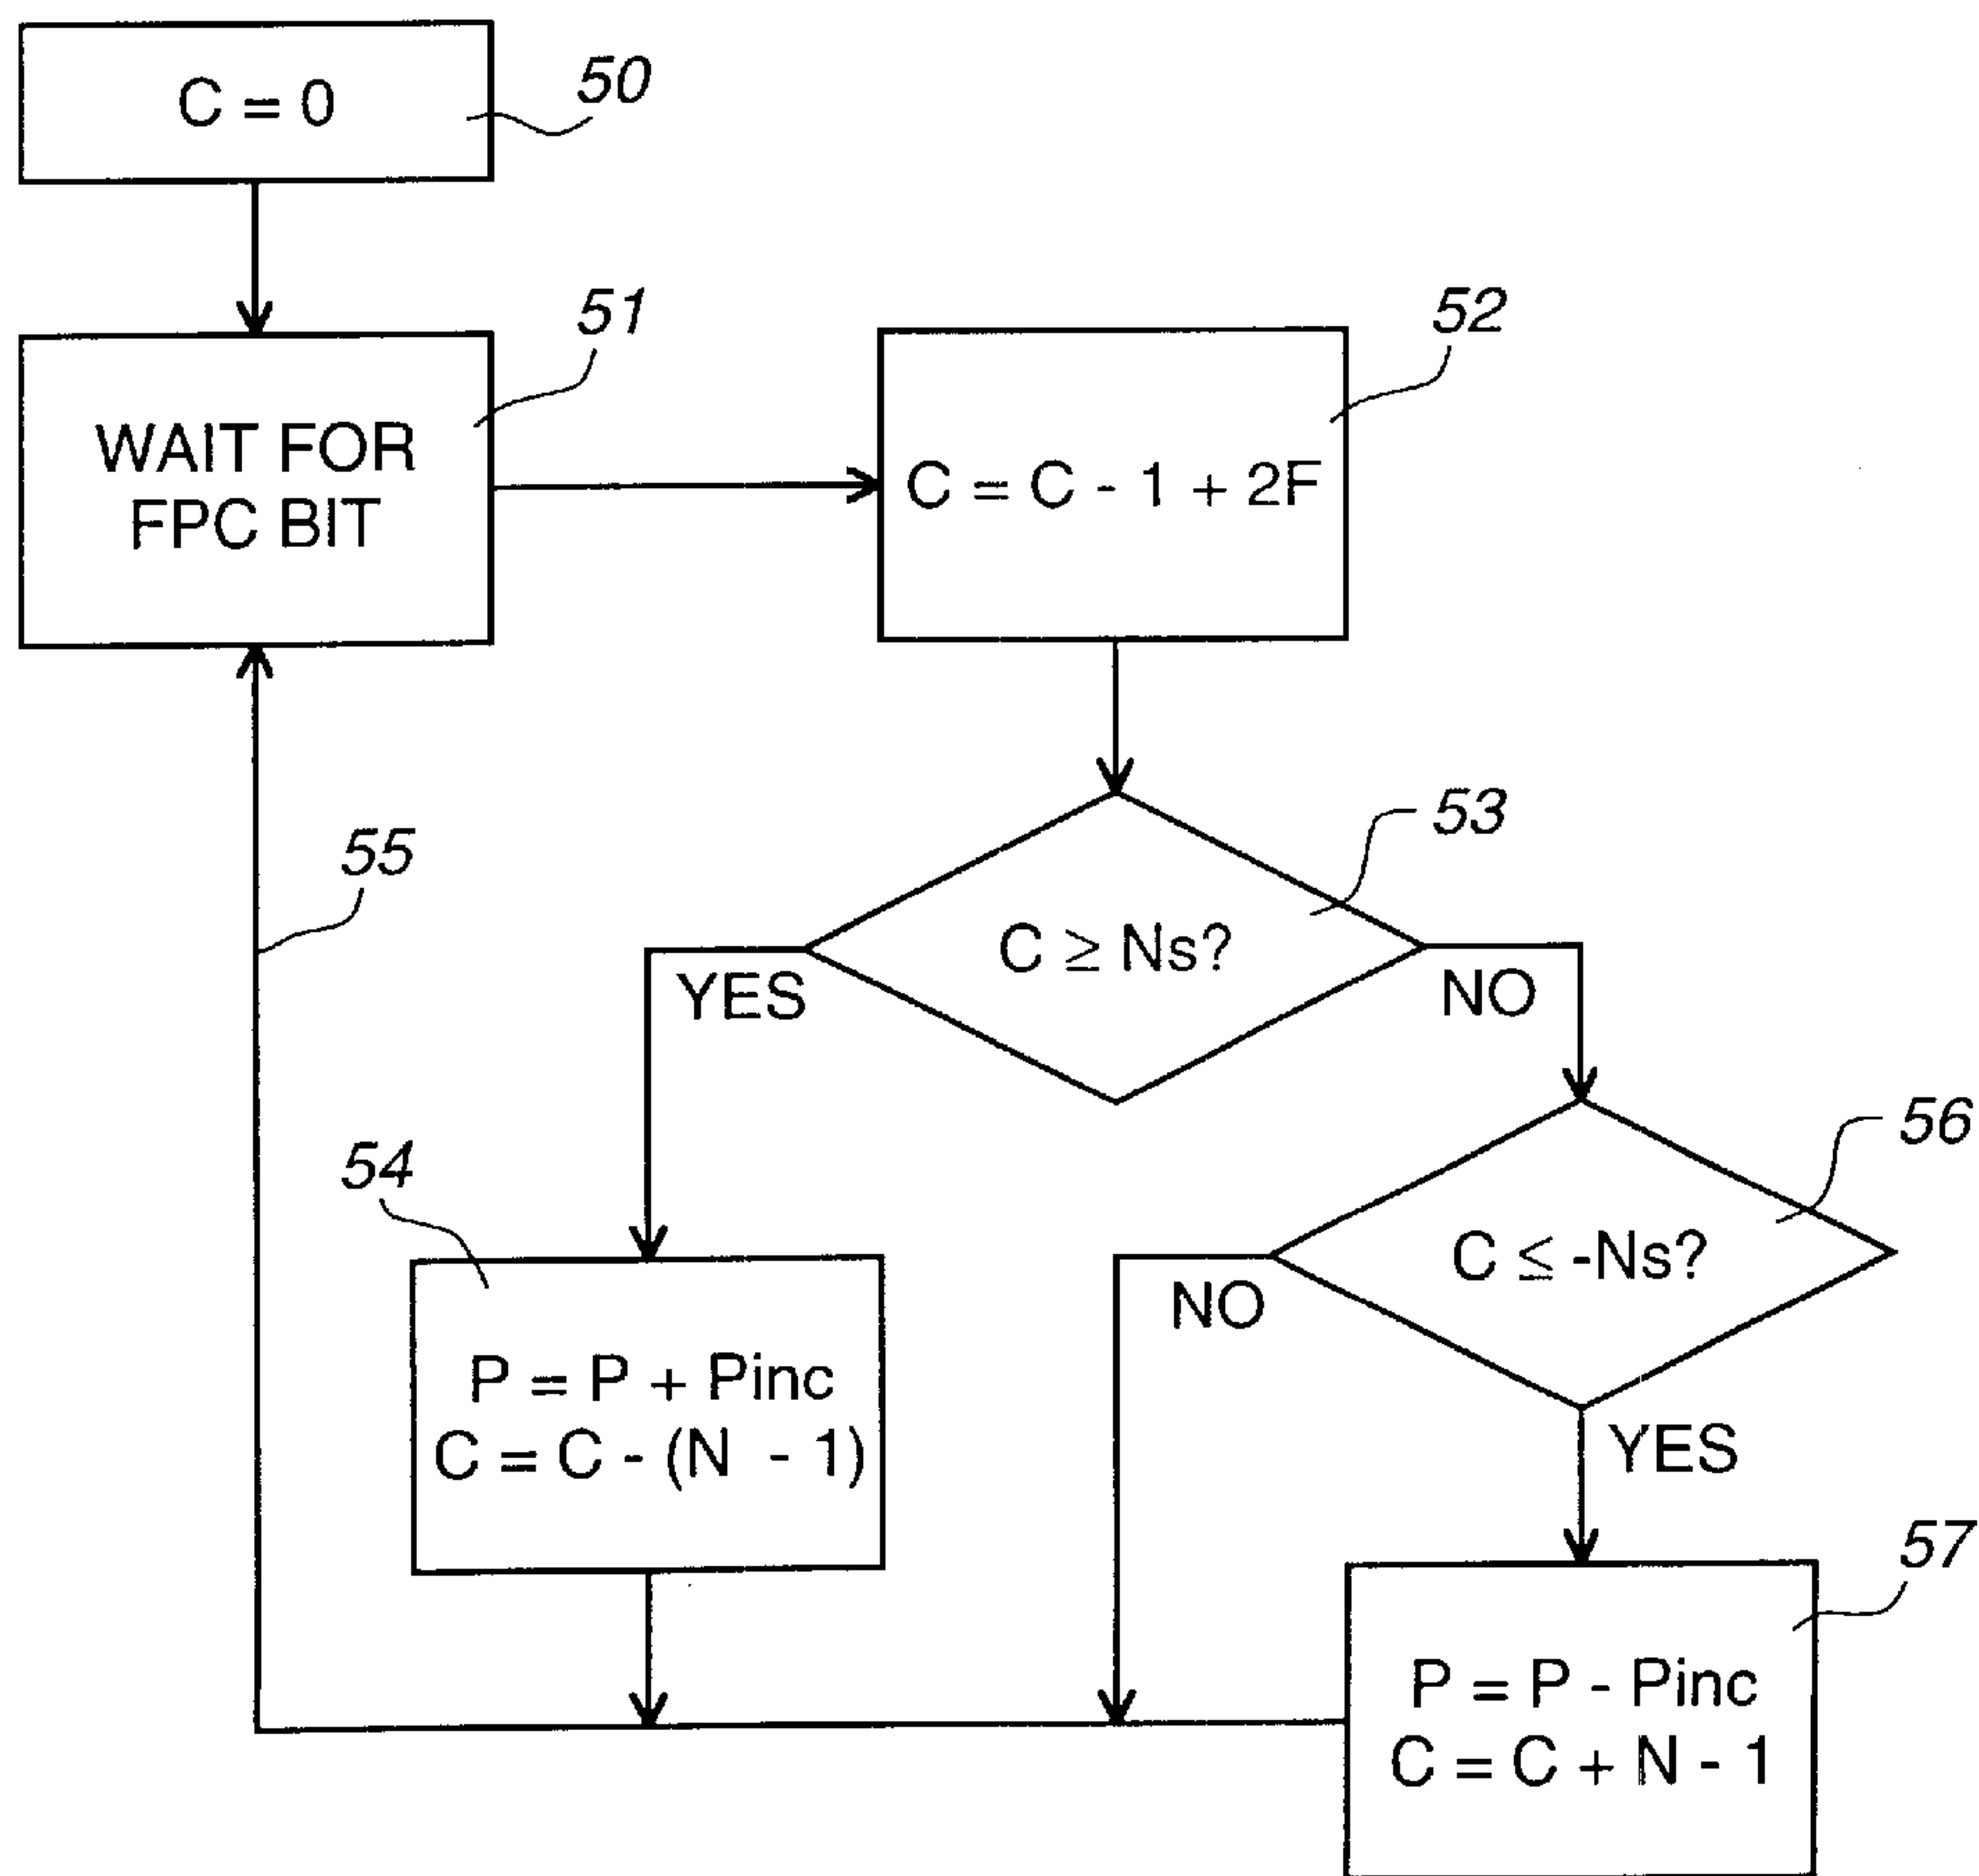 C = 0
50
WAIT FOR
FPC BIT
51
C = C - 1 + 2F
52
C ≥ Ns?
53
YES
NO
55
C ≤ -Ns?
56
NO
YES
54
P = P + Pinc
C = C - (N - 1)
57
P = P - Pinc
C = C + N - 1